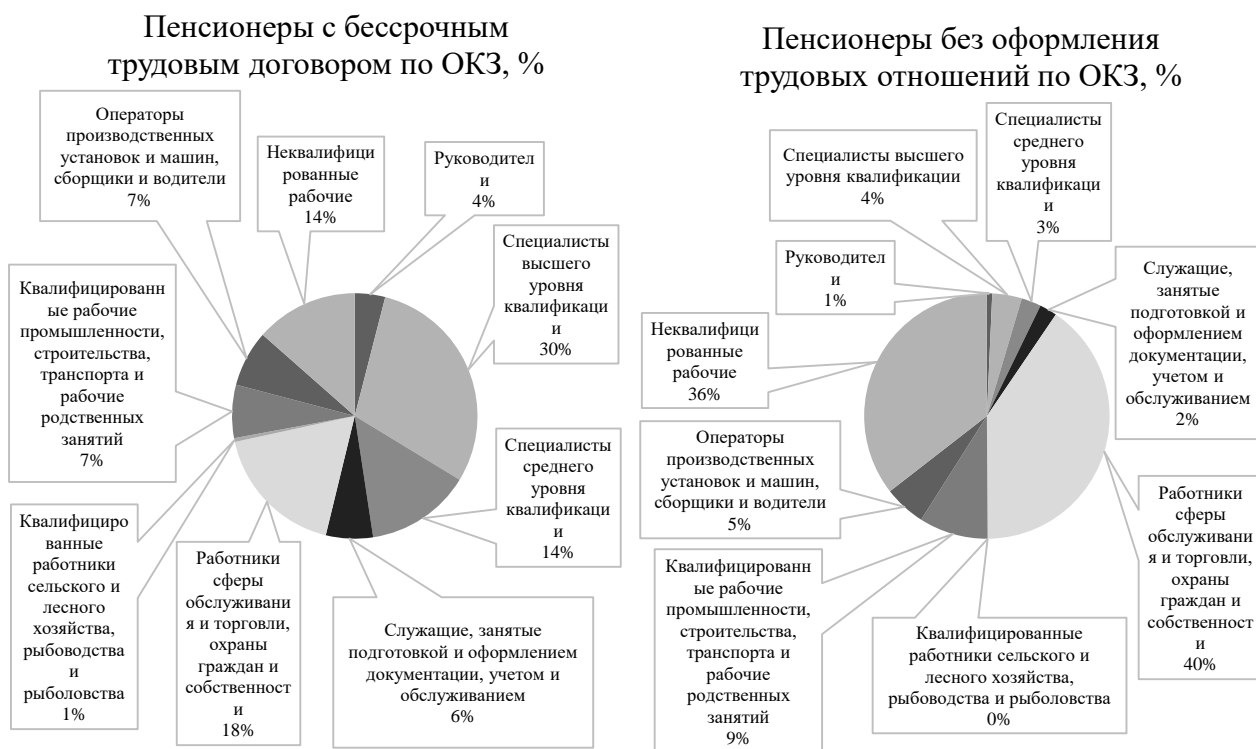 Пенсионеры с бессрочным
трудовым договором по ОКЗ, %
Операторы
производственных
установок и машин,
сборщики и водители
7%
Неквалифици
рованные
рабочие
14%
Руководител
и
4%
Специалисты
высшего
уровня
квалификаци
и
30%
Квалифицированн
ые рабочие
промышленности,
строительства,
транспорта и
рабочие
родственных
занятий
7%
Специалисты
среднего
уровня
квалификаци
и
14%
Квалифициро
ванные
работники
сельского и
лесного
хозяйства,
рыбоводства
и
рыболовства
1%
Работники
сферы
обслуживани
я и торговли,
охраны
граждан и
собственност
и
18%
Служащие, занятые
подготовкой и оформлением
документации, учетом и
обслуживанием
6%
Пенсионеры без оформления
трудовых отношений по ОКЗ, %
Специалисты высшего
уровня квалификации
4%
Специалисты
среднего
уровня
квалификаци
и
3%
Руководител
и
1%
Служащие,
занятые
подготовкой и
оформлением
документации,
учетом и
обслуживанием
2%
Неквалифици
рованные
рабочие
36%
Операторы
производственных
установок и машин,
сборщики и водители
5%
Работники
сферы
обслуживани
я и торговли,
охраны
граждан и
собственност
и
40%
Квалифицированн
ые рабочие
промышленности,
строительства,
транспорта и
рабочие
родственных
занятий
9%
Квалифицированные
работники сельского и
лесного хозяйства,
рыбоводства и рыболовства
0%